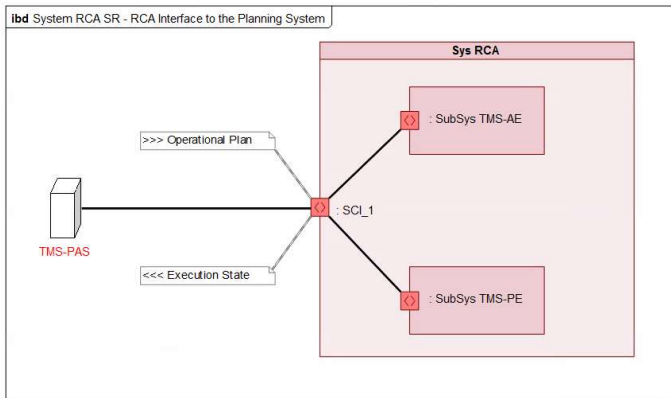 ibd System RCA SR - RCA Interface to the Planning System
Sys RCA
: SubSys TMS-AE
>>> Operational Plan
: SCI_1
TMS-PAS
<<< Execution State
: SubSys TMS-PE